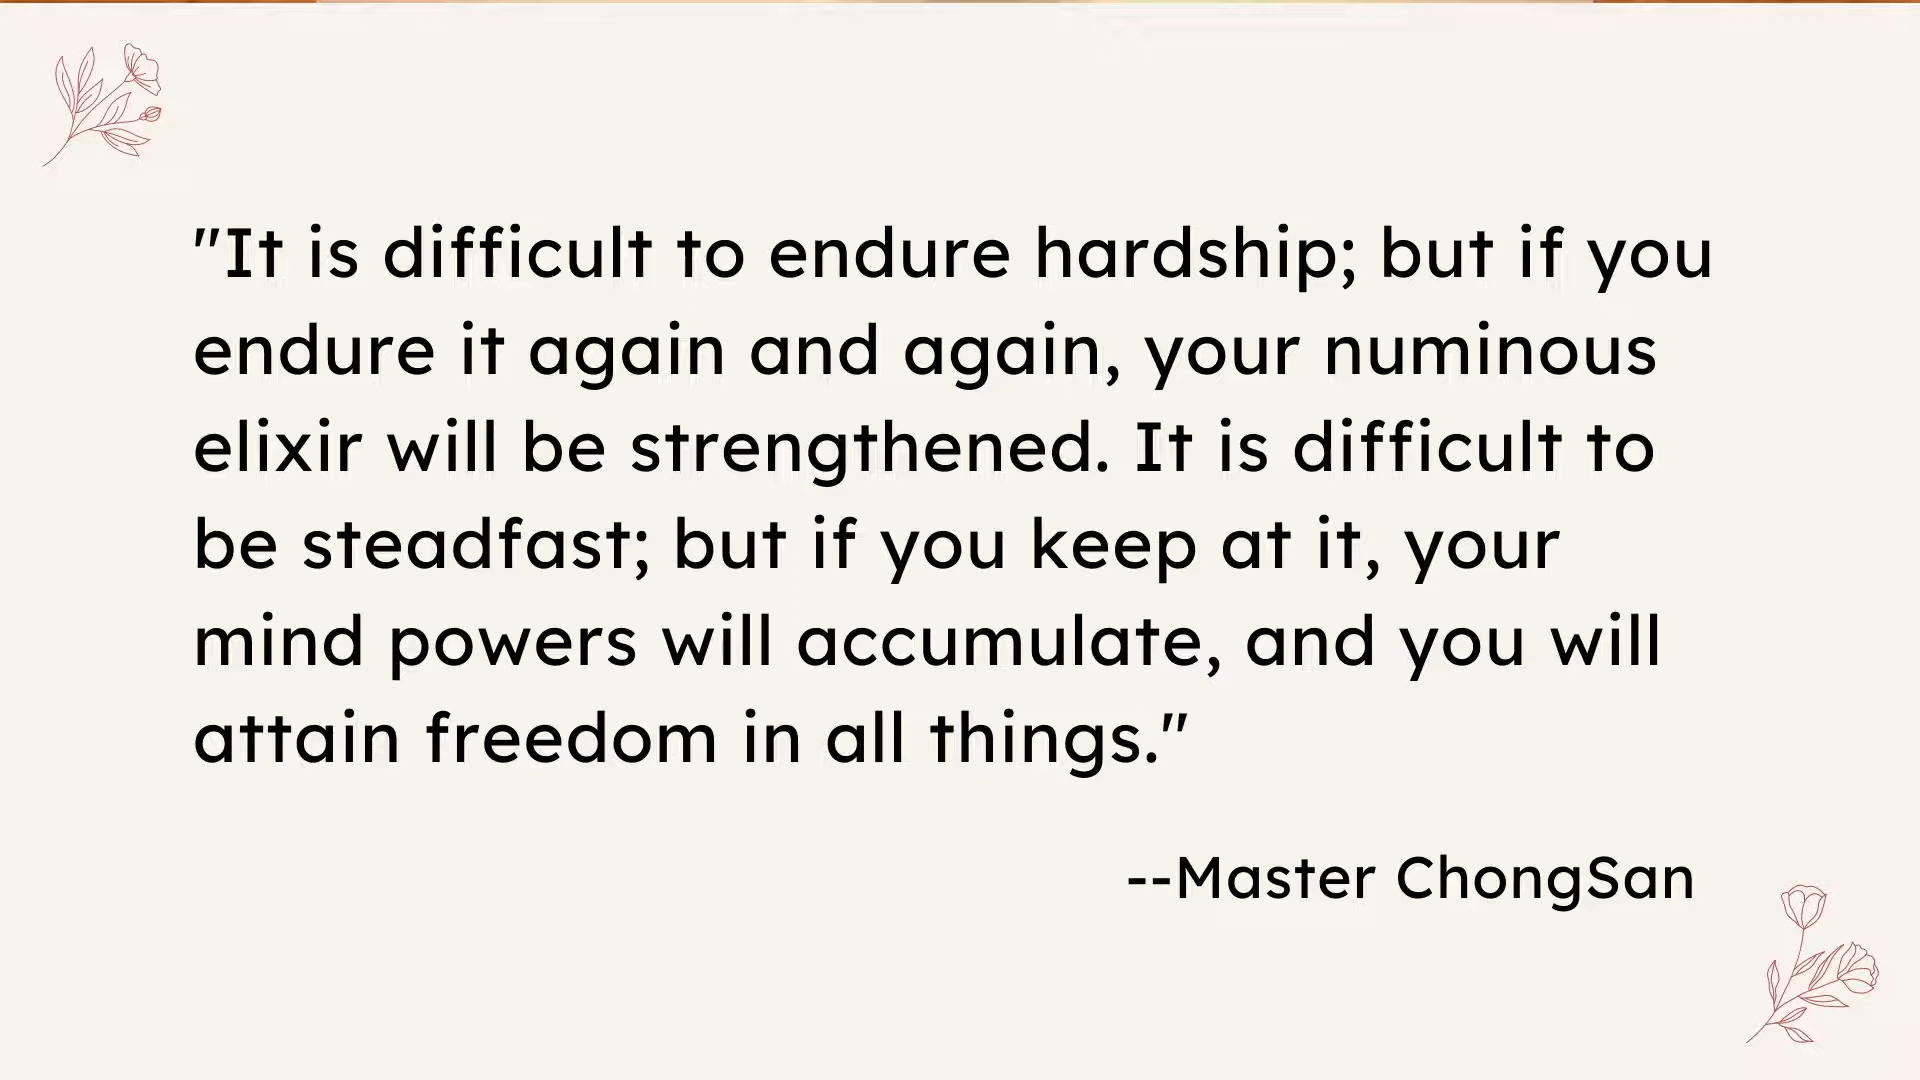 "It is difficult to endure hardship; but if you
endure it again and again, your numinous
elixir will be strengthened. It is difficult to
be steadfast; but if you keep at it, your
mind powers will accumulate, and you will
attain freedom in all things."
--Master ChongSan